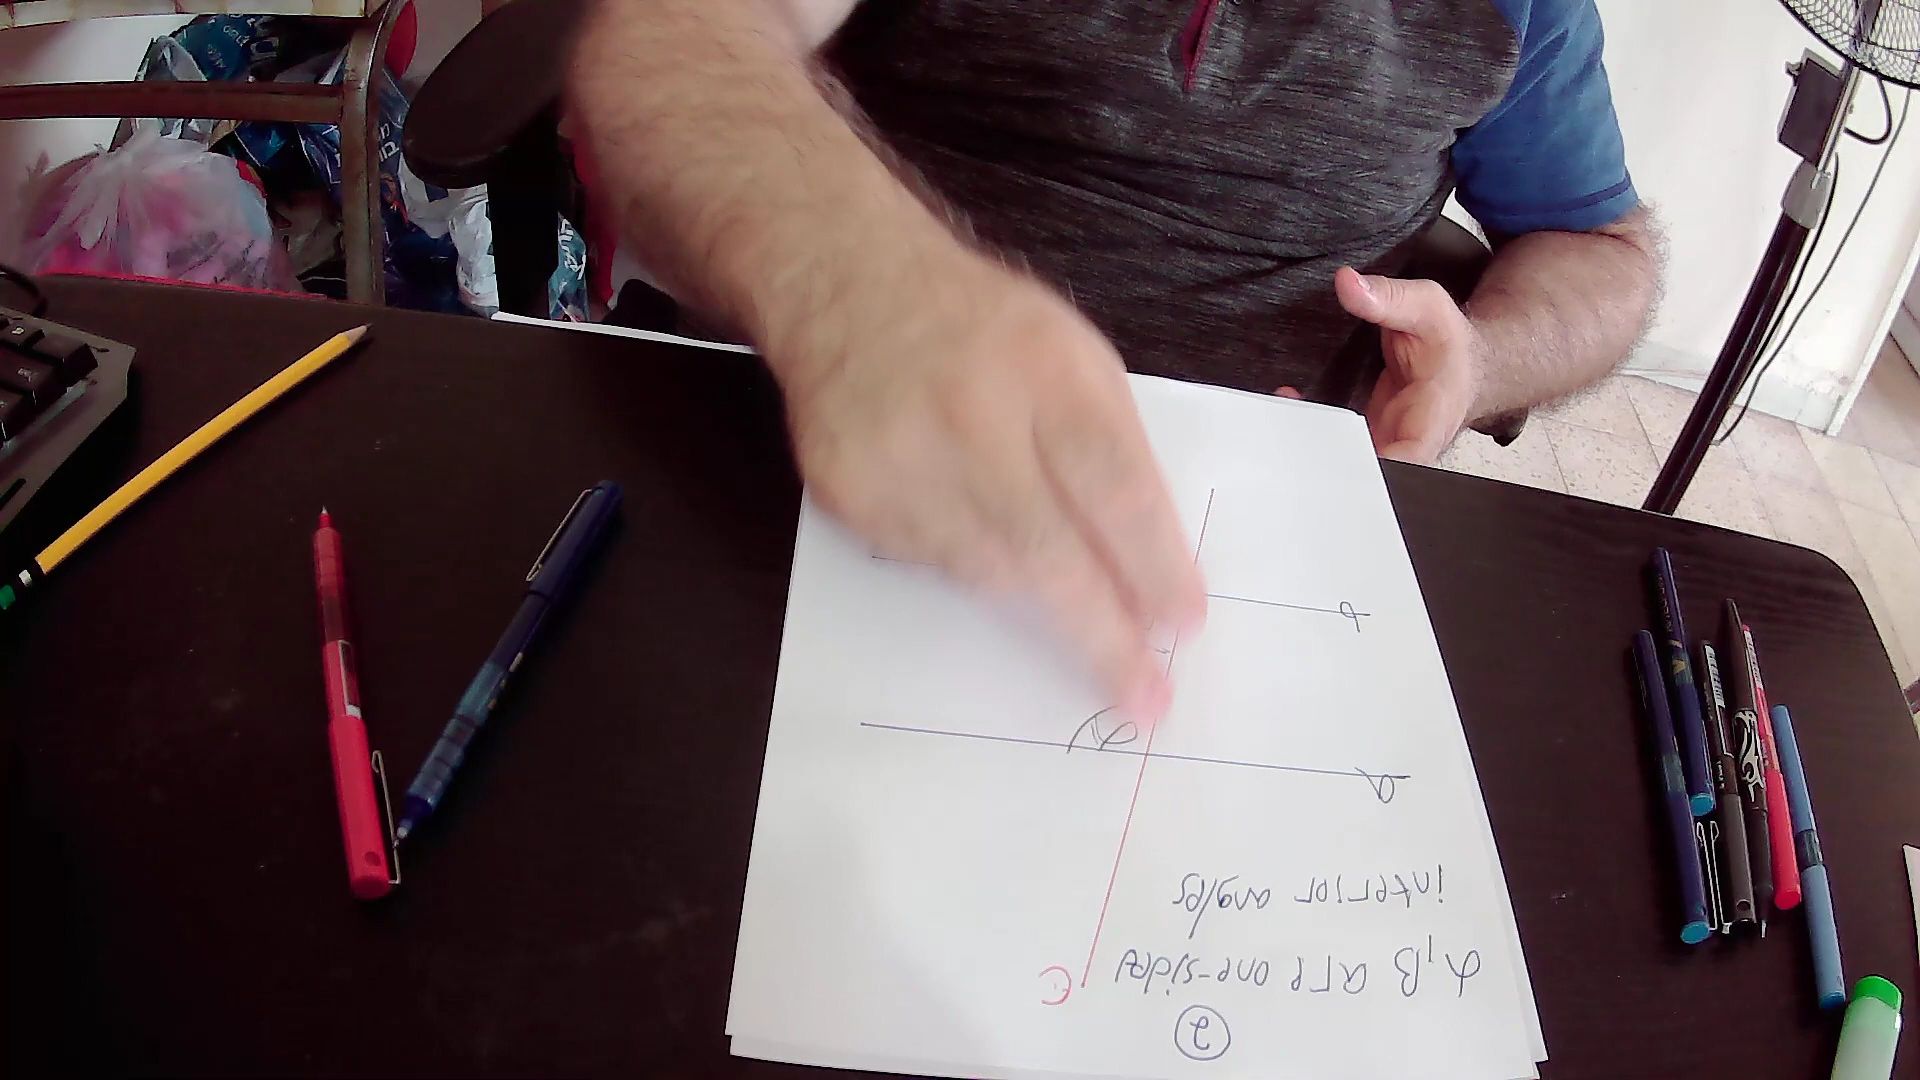 2
α, β are one-sided
interior angles
c
a
α
b